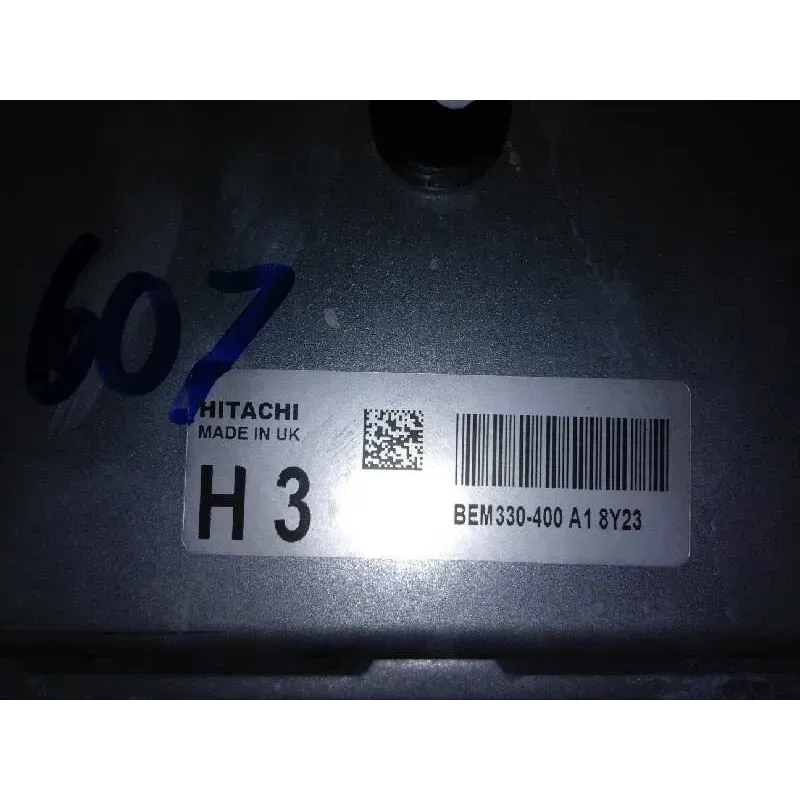 607
HITACHI
MADE IN UK
H 3
BEM330-400 A1 8Y23